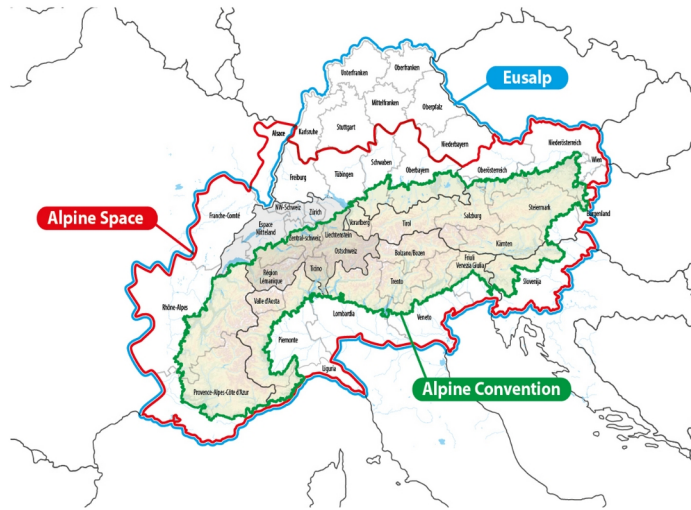 Unterfranken
Oberfranken
Eusalp
Mittelfranken
Oberpfalz
Alsace
Karlsruhe
Stuttgart
Niederbayern
Niederösterreich
Schwaben
Freiburg
Tübingen
Oberbayern
Oberösterreich
Wien
Franche-Comté
NW-Schweiz
Zürich
Steiermark
Burgenland
Alpine Space
Espace
Mittelland
Vorarlberg
Tirol
Salzburg
Central-schweiz
Liechtenstein
Ostschweiz
Kärnten
Région
Lémanique
Ticino
Bolzano/Bozen
Friuli
Venezia Giulia
Slovenija
Rhône-Alpes
Valle d'Aosta
Trento
Lombardia
Veneto
Piemonte
Liguria
Alpine Convention
Provence-Alpes-Côte d'Azur